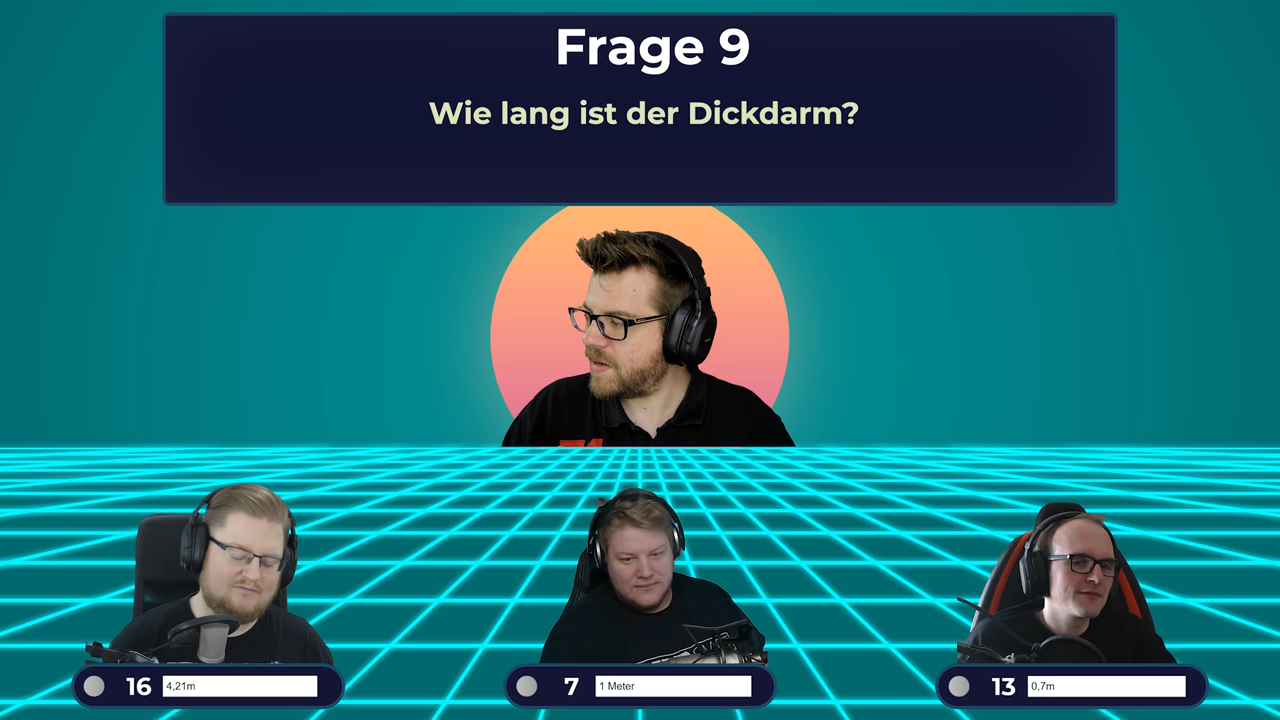 Frage 9
Wie lang ist der Dickdarm?
16 4,21m
7 1 Meter
13 0,7m